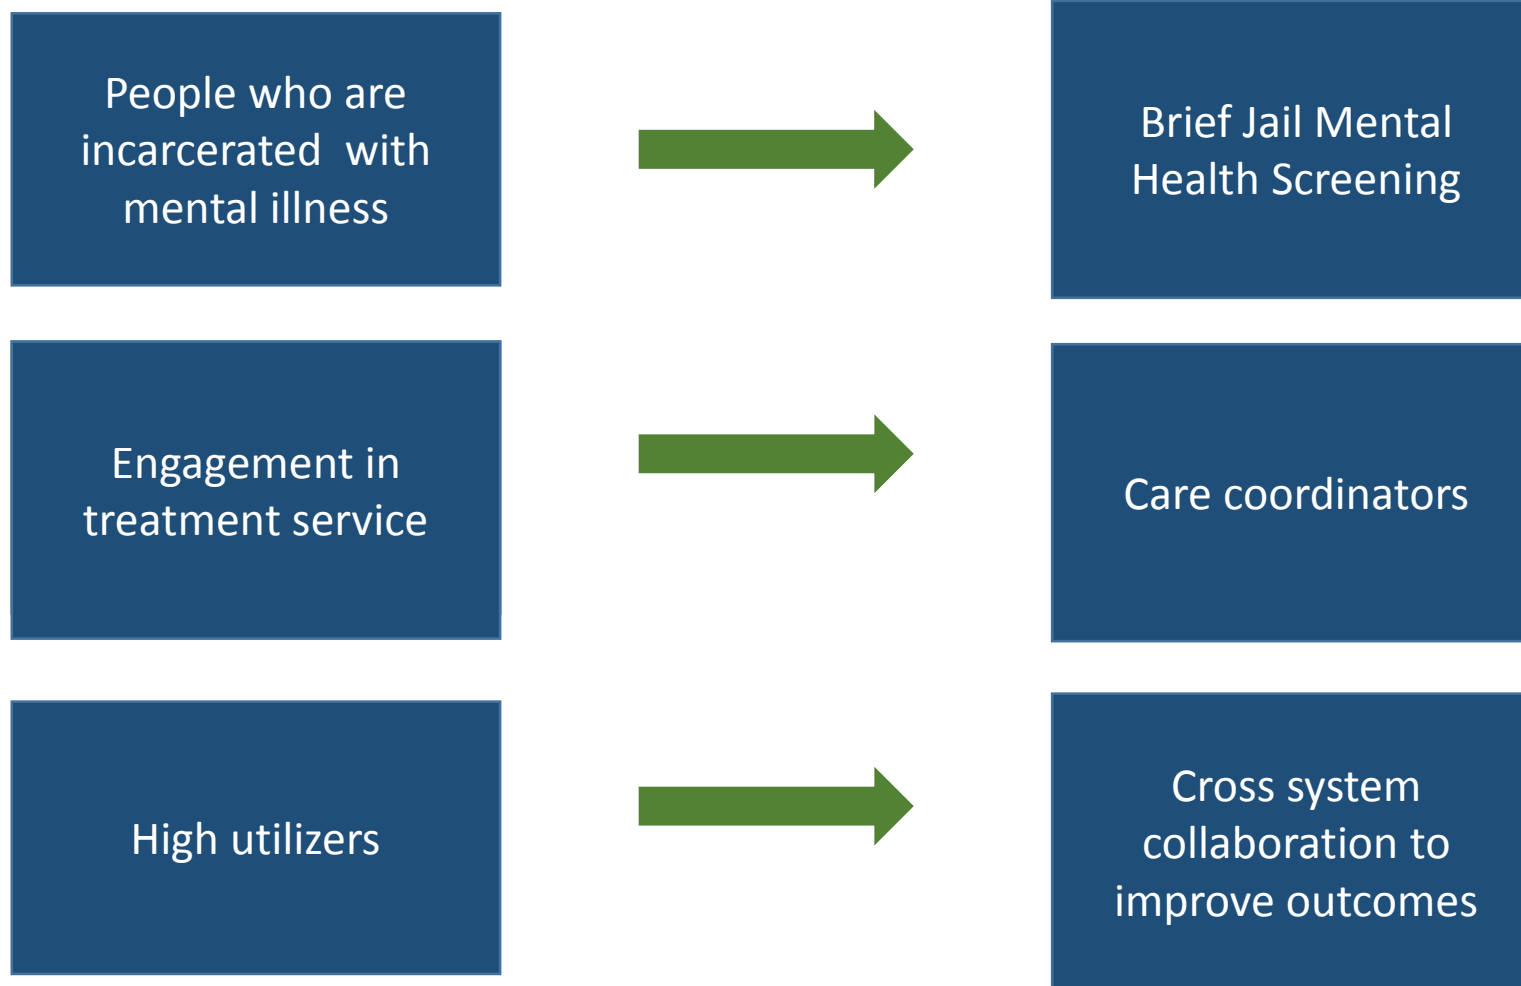 People who are
incarcerated  with
mental illness
Brief Jail Mental
Health Screening
Engagement in
treatment service
Care coordinators
High utilizers
Cross system
collaboration to
improve outcomes